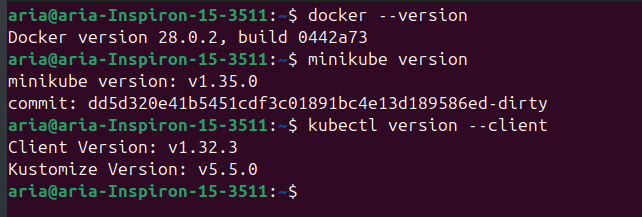 aria@aria-Inspiron-15-3511:~$ docker --version
Docker version 28.0.2, build 0442a73
aria@aria-Inspiron-15-3511:~$ minikube version
minikube version: v1.35.0
commit: dd5d320e41b5451cdf3c01891bc4e13d189586ed-dirty
aria@aria-Inspiron-15-3511:~$ kubectl version --client
Client Version: v1.32.3
Kustomize Version: v5.5.0
aria@aria-Inspiron-15-3511:~$